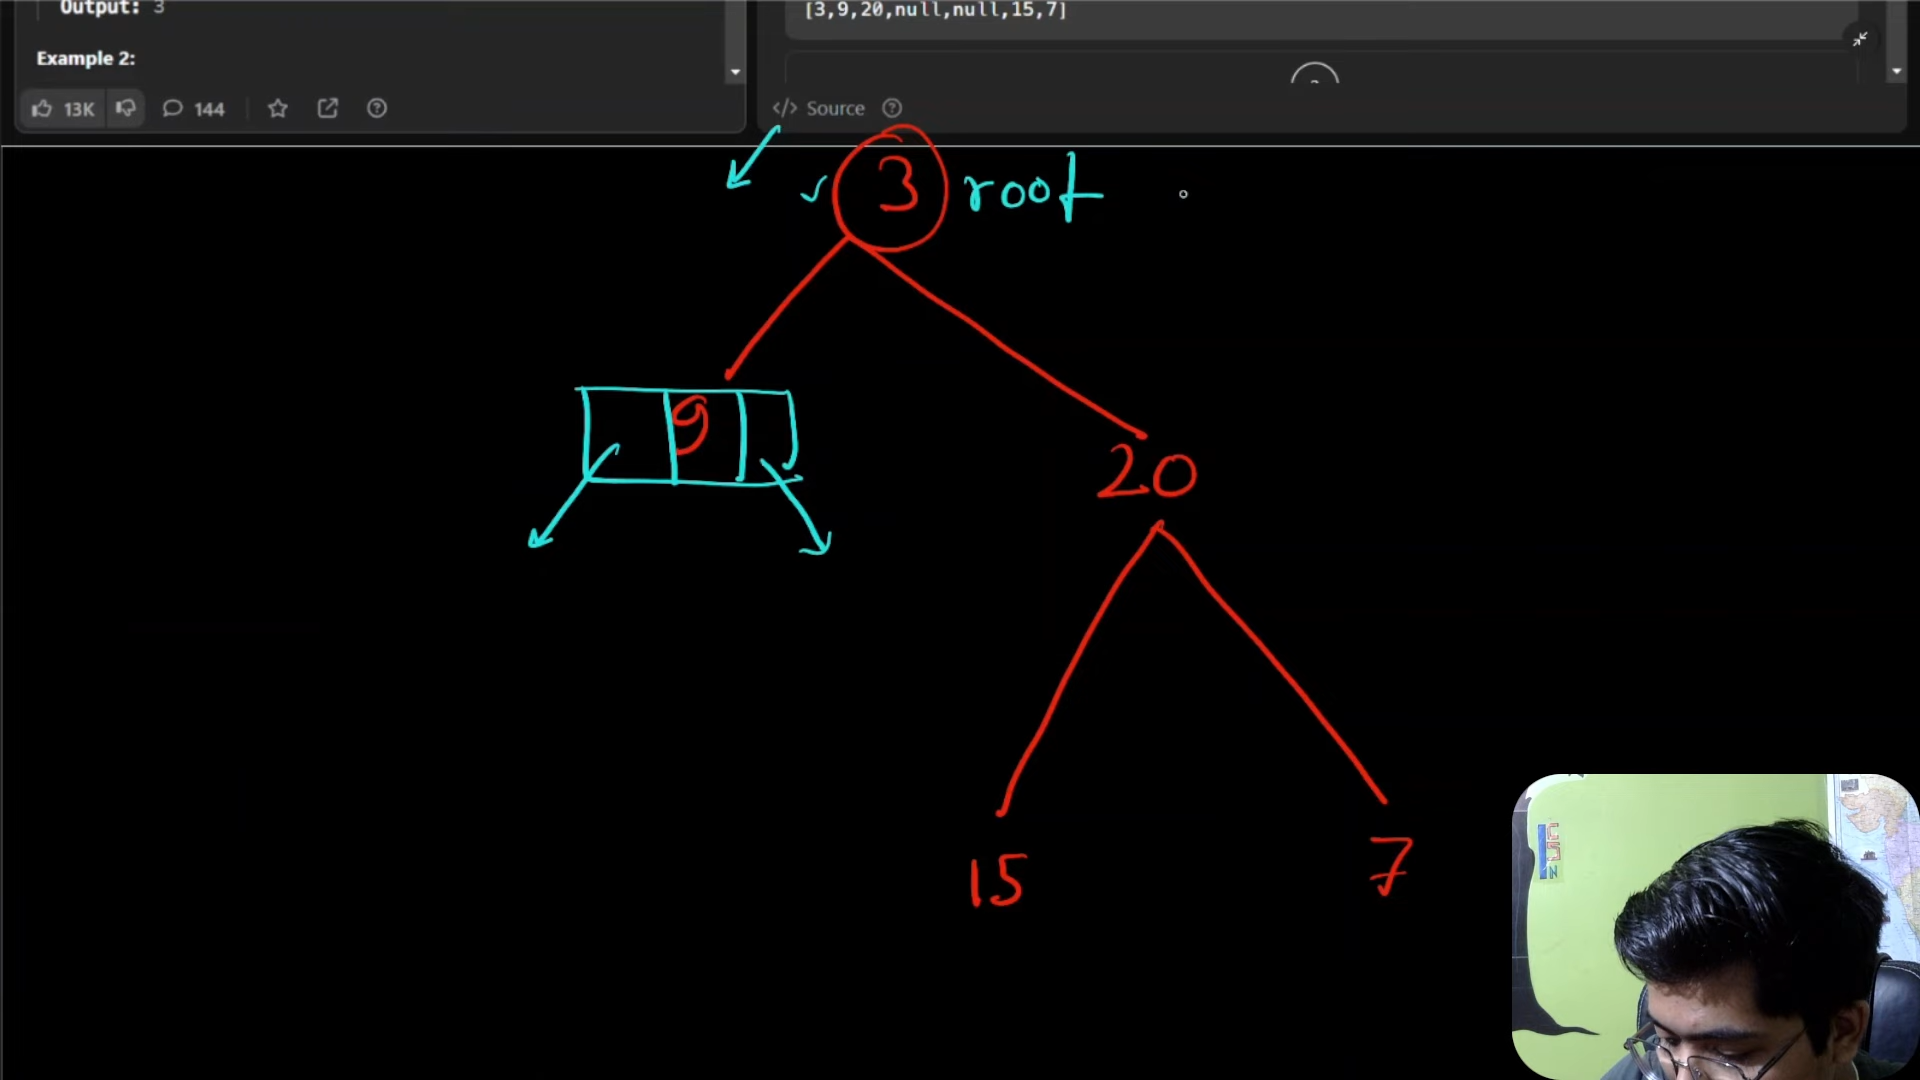 Output: 3
[3,9,20,null,null,15,7]
Example 2:
13K
144
</> Source
3 root
9
20
15
7